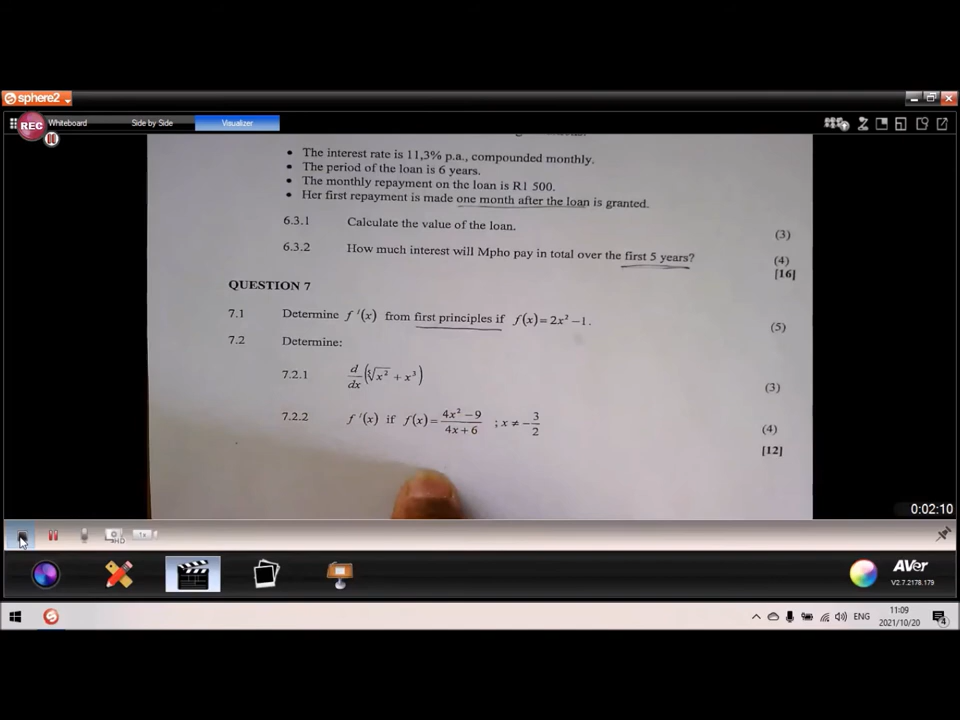 sphere2
REC Whiteboard Side by Side Visualizer
• The interest rate is 11,3% p.a., compounded monthly.
• The period of the loan is 6 years.
• The monthly repayment on the loan is R1 500.
• Her first repayment is made one month after the loan is granted.
6.3.1 Calculate the value of the loan. (3)
6.3.2 How much interest will Mpho pay in total over the first 5 years? (4)
[16]
QUESTION 7
7.1 Determine f '(x) from first principles if f(x) = 2x² − 1. (5)
7.2 Determine:
7.2.1 d/dx (⁵√x² + x³) (3)
7.2.2 f '(x) if f(x) = (4x² − 9)/(4x + 6) ; x ≠ −3/2 (4)
[12]
0:02:10
HD 1x
AVer
V2.7.2178.179
ENG 11:09
2021/10/20
4